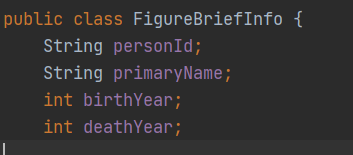 public class FigureBriefInfo {
    String personId;
    String primaryName;
    int birthYear;
    int deathYear;